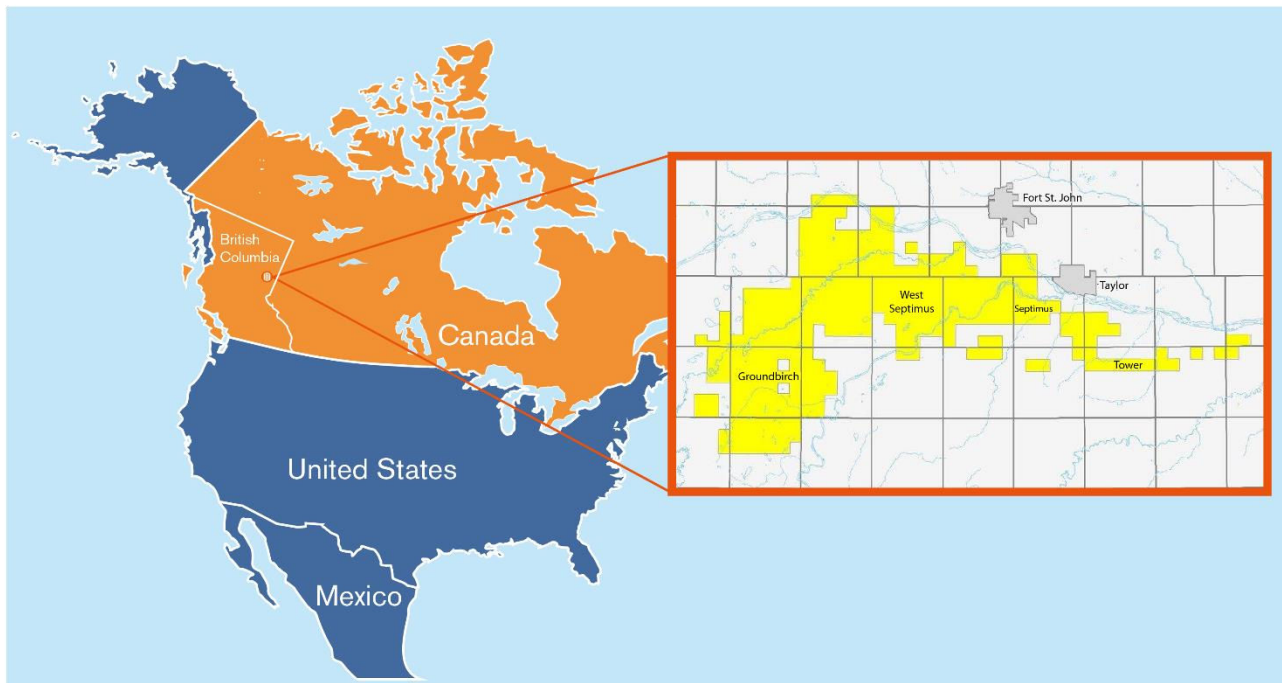 British
Columbia
Canada
United States
Mexico
Fort St. John
Taylor
West
Septimus
Septimus
Groundbirch
Tower